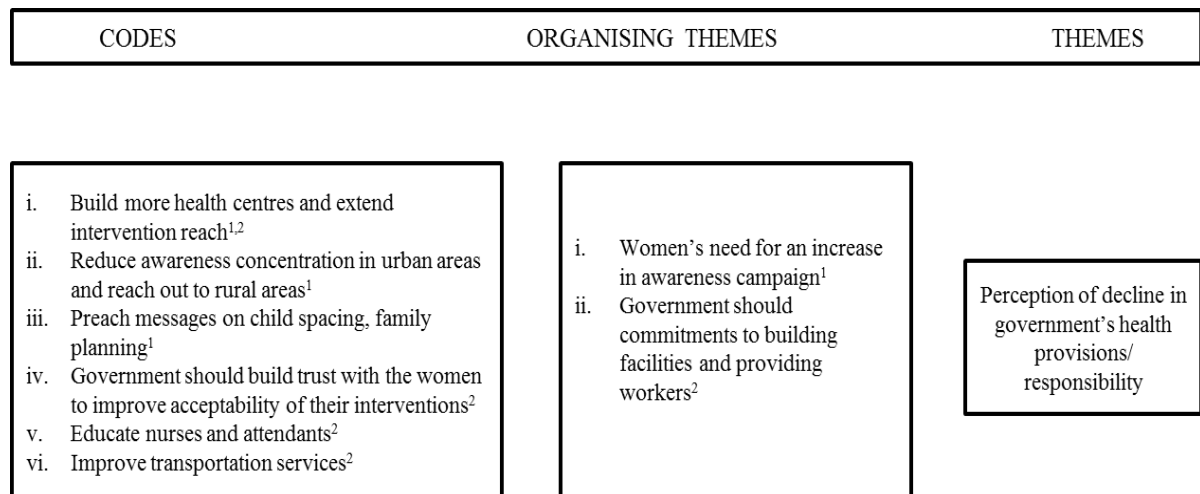 CODES ORGANISING THEMES THEMES
i. Build more health centres and extend
intervention reach1,2
ii. Reduce awareness concentration in urban areas
and reach out to rural areas1
iii. Preach messages on child spacing, family
planning1
iv. Government should build trust with the women
to improve acceptability of their interventions2
v. Educate nurses and attendants2
vi. Improve transportation services2
i. Women’s need for an increase
in awareness campaign1
ii. Government should
commitments to building
facilities and providing
workers2
Perception of decline in
government’s health
provisions/
responsibility